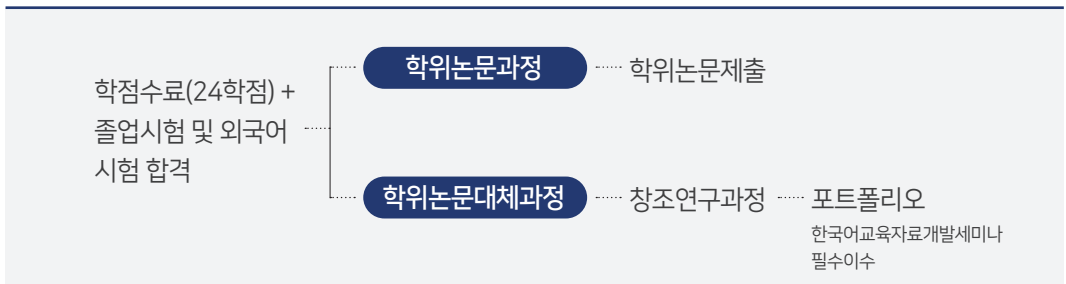 학점수료(24학점) +
졸업시험 및 외국어
시험 합격
학위논문과정
학위논문제출
학위논문대체과정
창조연구과정
포트폴리오
한국어교육자료개발세미나
필수이수